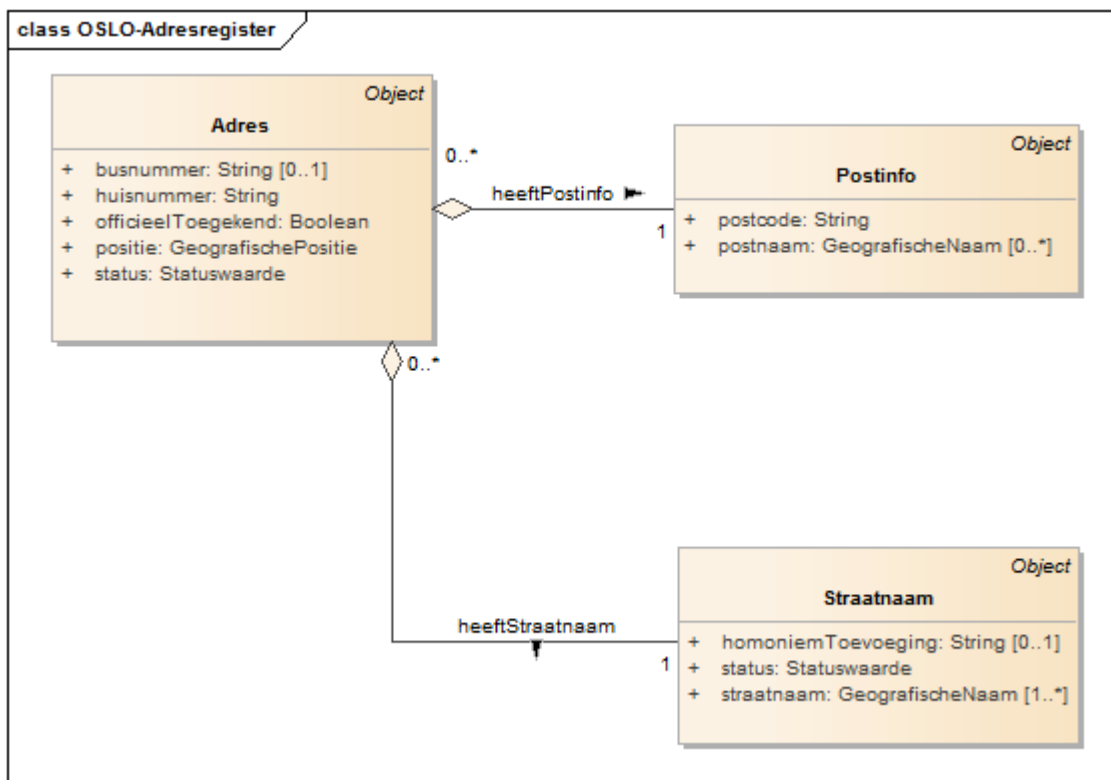 class OSLO-Adresregister
Object
Adres
+ busnummer: String [0..1]
+ huisnummer: String
+ officieelToegekend: Boolean
+ positie: GeografischePositie
+ status: Statuswaarde
0..*
heeftPostinfo
1
Object
Postinfo
+ postcode: String
+ postnaam: GeografischeNaam [0..*]
0..*
heeftStraatnaam
1
Object
Straatnaam
+ homoniemToevoeging: String [0..1]
+ status: Statuswaarde
+ straatnaam: GeografischeNaam [1..*]